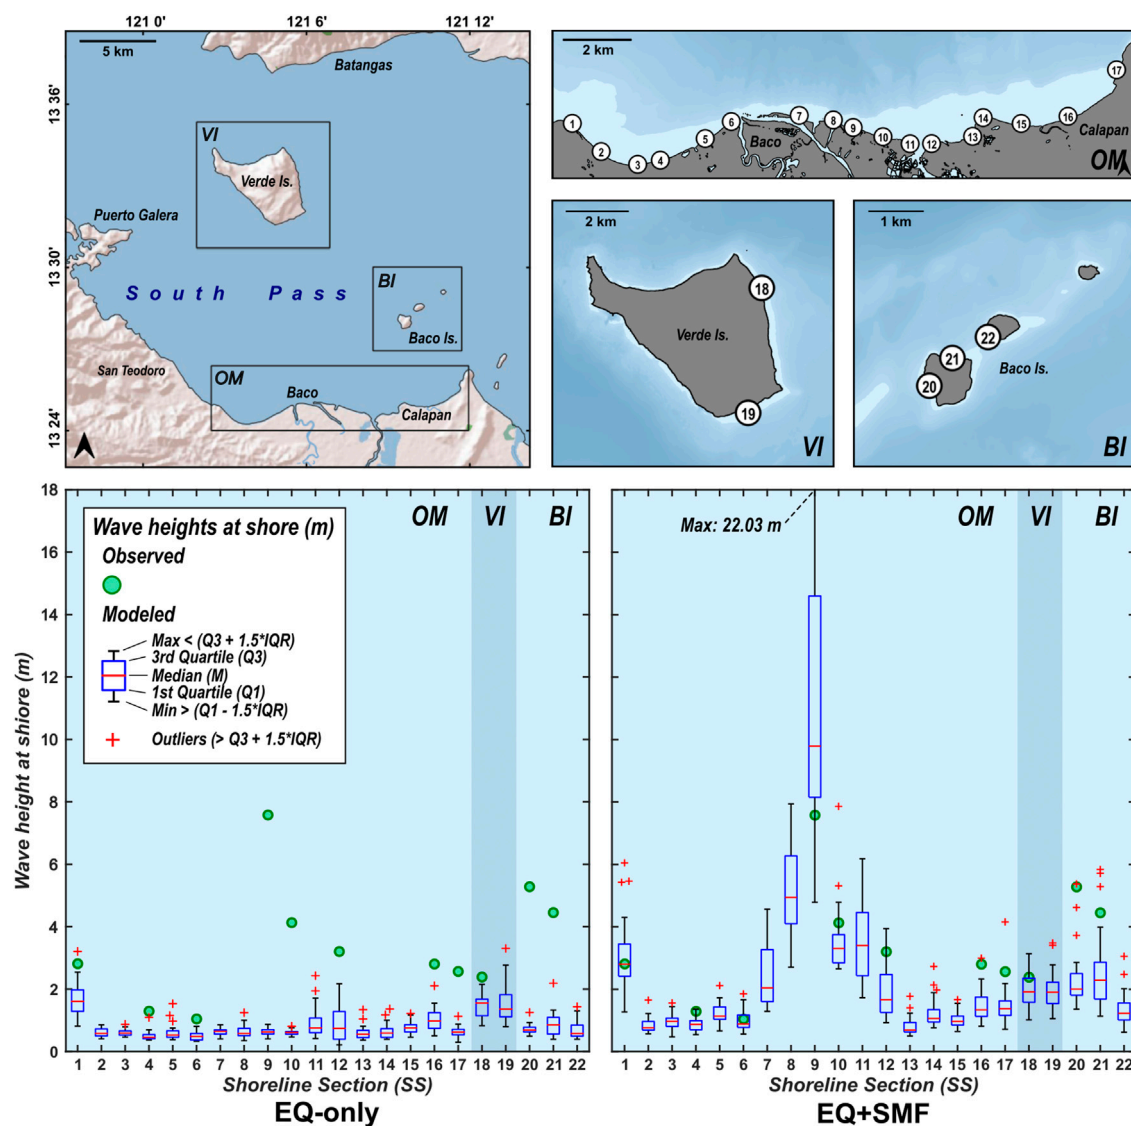 121 0'
121 6'
121 12'
5 km
Batangas
13 36'
VI
Verde Is.
Puerto Galera
13 30'
South Pass
BI
Baco Is.
San Teodoro
OM
Baco
Calapan
13 24'
2 km
1
2
3
4
5
6
7
8
9
10
11
12
13
14
15
16
17
Baco
Calapan
OM
2 km
18
Verde Is.
19
VI
1 km
22
21
20
Baco Is.
BI
Wave height at shiore (m)
18
16
14
12
10
8
6
4
2
0
Wave heights at shore (m)
Observed
Modeled
Max < (Q3 + 1.5*IQR)
3rd Quartile (Q3)
Median (M)
1st Quartile (Q1)
Min > (Q1 - 1.5*IQR)
Outliers (> Q3 + 1.5*IQR)
OM VI BI
1 2 3 4 5 6 7 8 9 10 11 12 13 14 15 16 17 18 19 20 21 22
Shoreline Section (SS)
EQ-only
Max: 22.03 m
OM VI BI
1 2 3 4 5 6 7 8 9 10 11 12 13 14 15 16 17 18 19 20 21 22
Shoreline Section (SS)
EQ+SMF